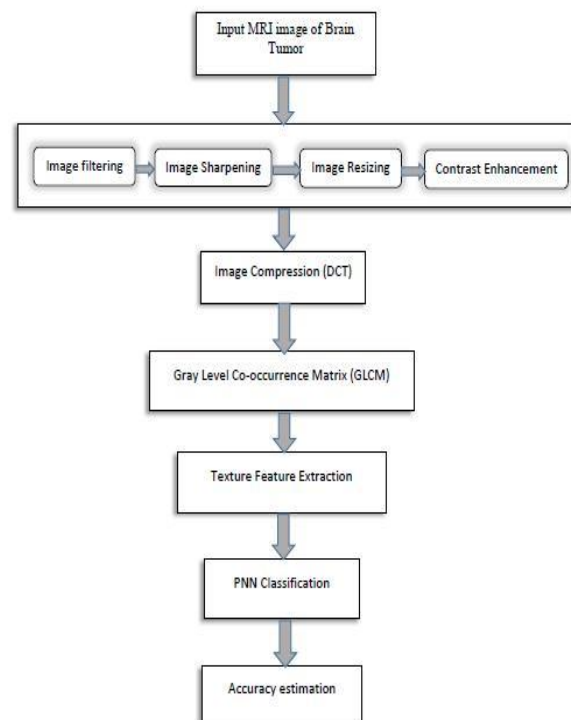 Input MRI image of Brain
Tumor
Image filtering
Image Sharpening
Image Resizing
Contrast Enhancement
Image Compression (DCT)
Gray Level Co-occurrence Matrix (GLCM)
Texture Feature Extraction
PNN Classification
Accuracy estimation